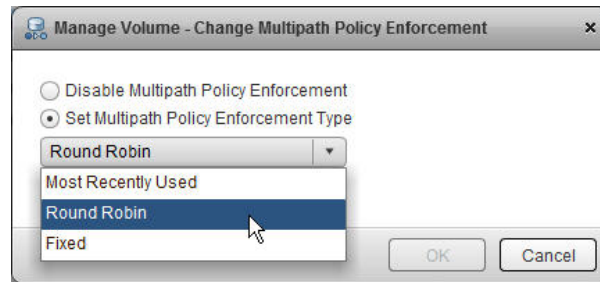 Manage Volume - Change Multipath Policy Enforcement
Disable Multipath Policy Enforcement
Set Multipath Policy Enforcement Type
Round Robin
Most Recently Used
Round Robin
Fixed
OK
Cancel